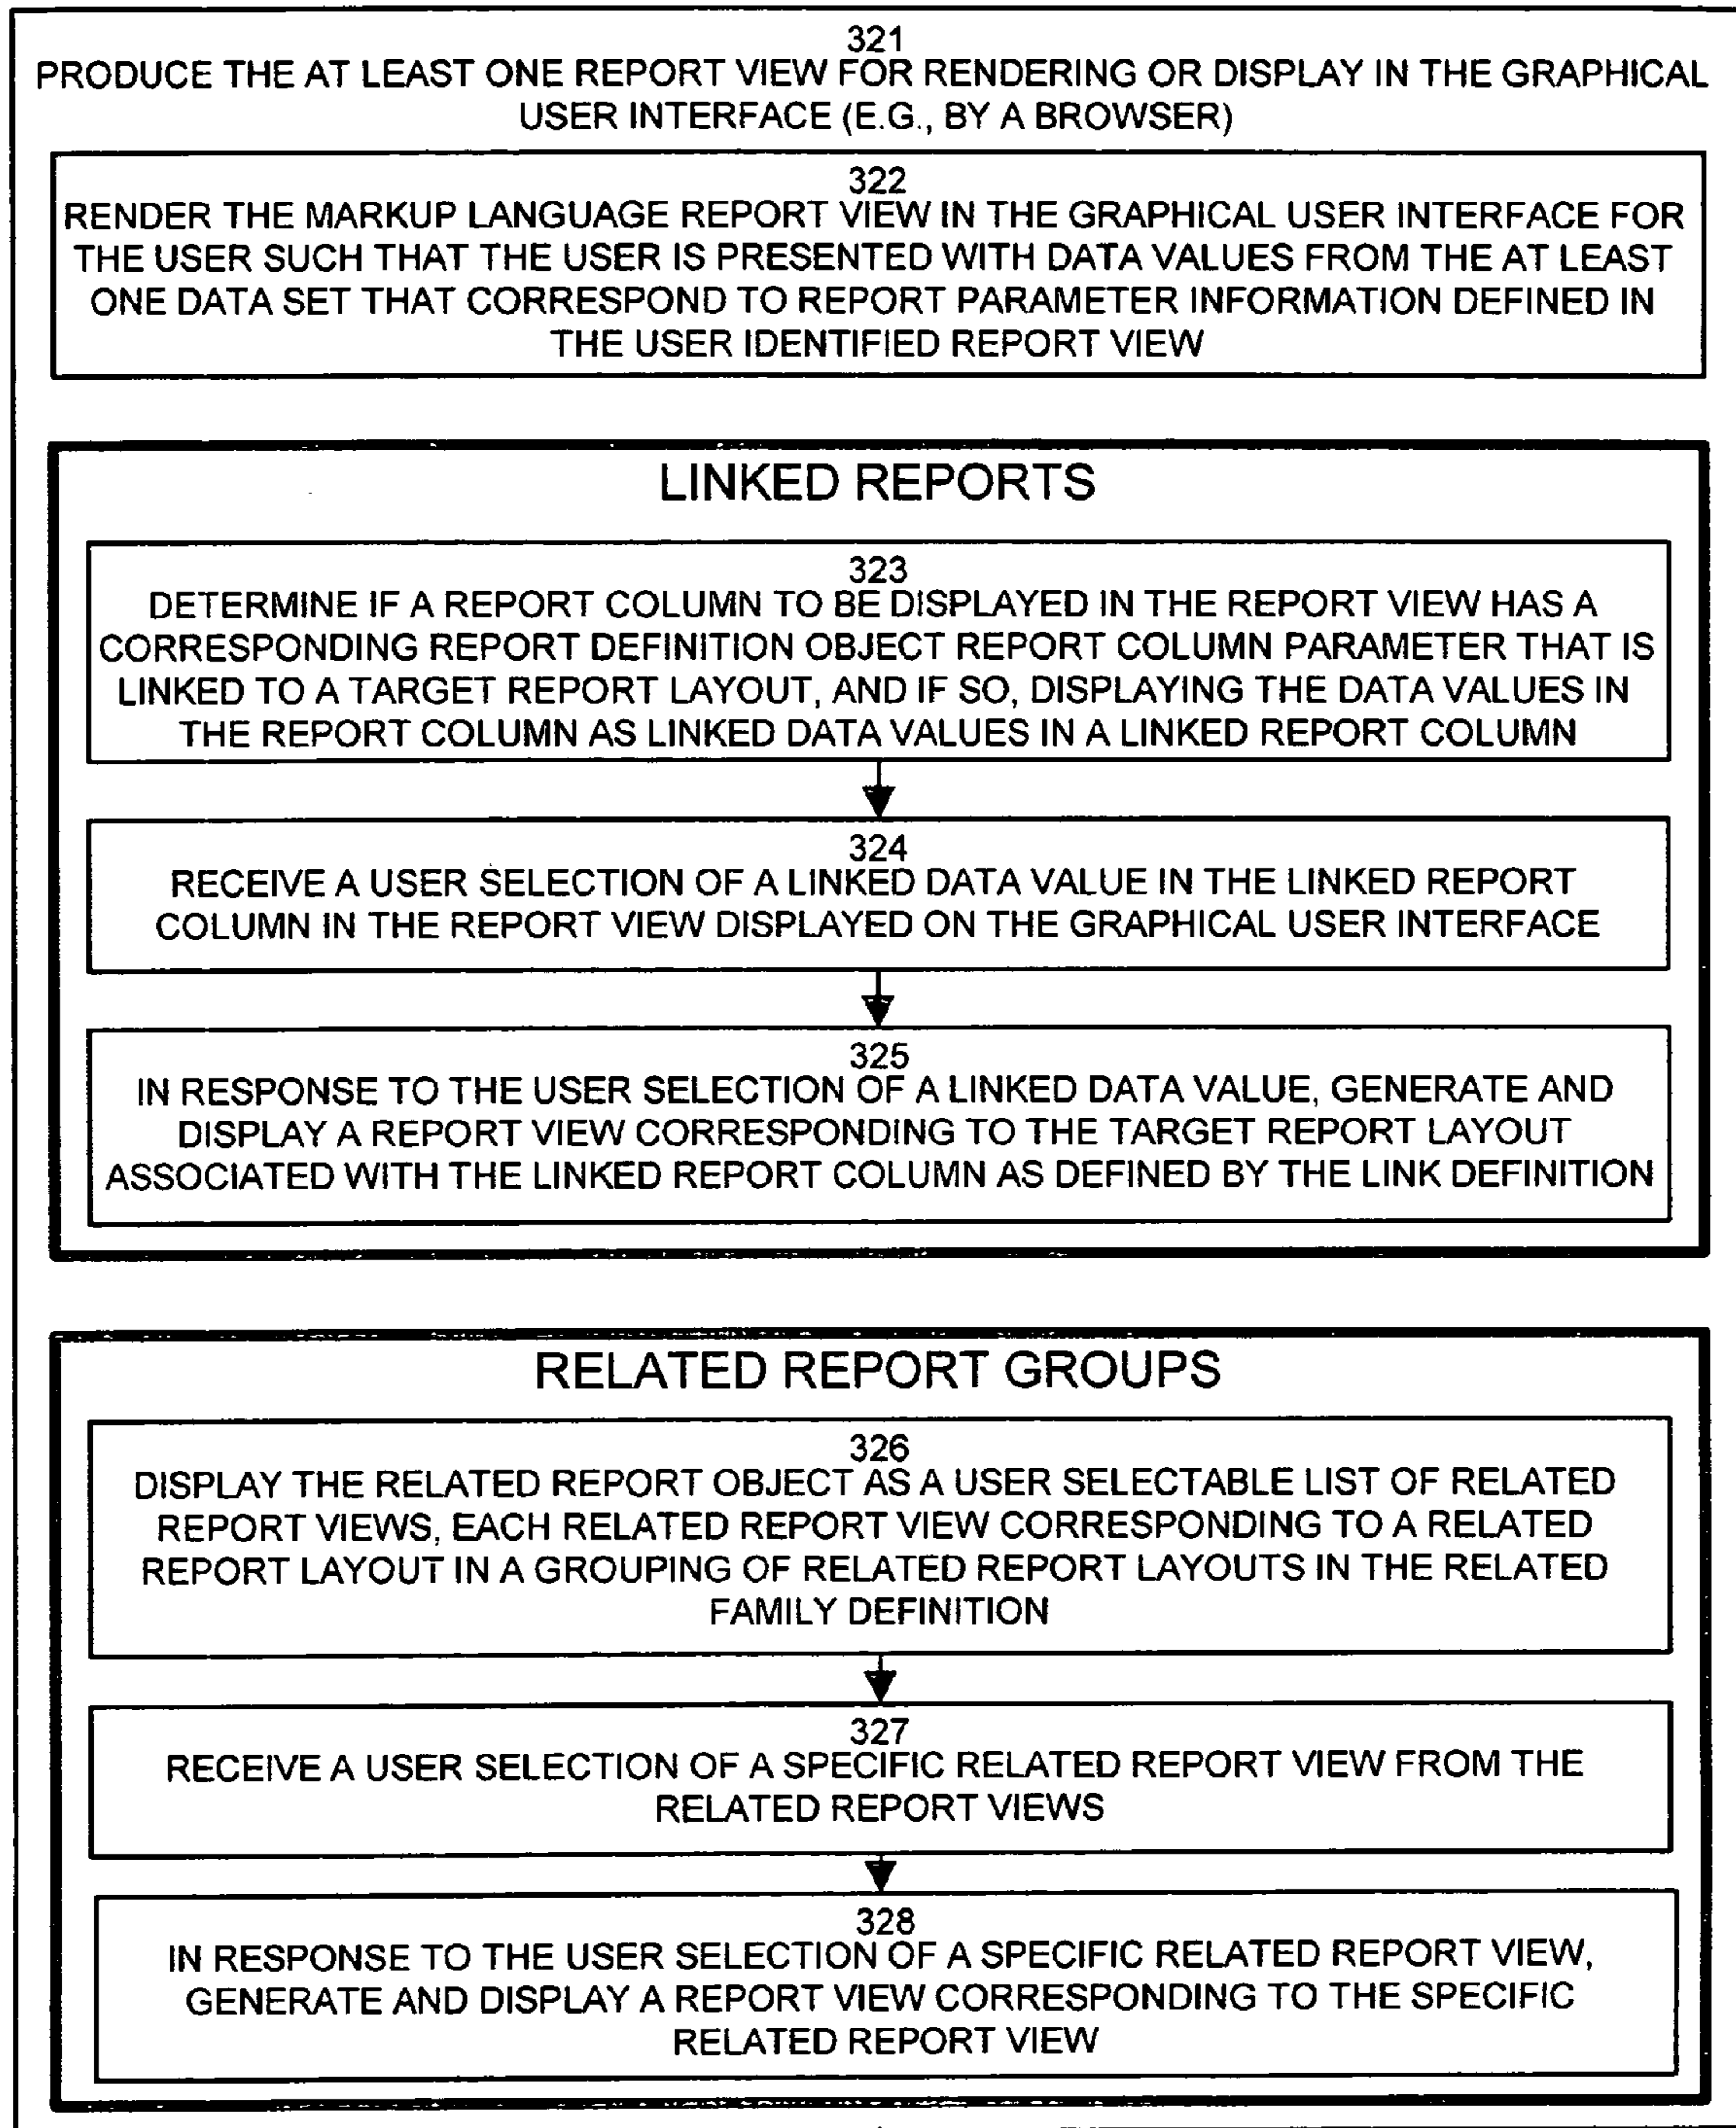 321
PRODUCE THE AT LEAST ONE REPORT VIEW FOR RENDERING OR DISPLAY IN THE GRAPHICAL
USER INTERFACE (E.G., BY A BROWSER)
322
RENDER THE MARKUP LANGUAGE REPORT VIEW IN THE GRAPHICAL USER INTERFACE FOR
THE USER SUCH THAT THE USER IS PRESENTED WITH DATA VALUES FROM THE AT LEAST
ONE DATA SET THAT CORRESPOND TO REPORT PARAMETER INFORMATION DEFINED IN
THE USER IDENTIFIED REPORT VIEW
LINKED REPORTS
323
DETERMINE IF A REPORT COLUMN TO BE DISPLAYED IN THE REPORT VIEW HAS A
CORRESPONDING REPORT DEFINITION OBJECT REPORT COLUMN PARAMETER THAT IS
LINKED TO A TARGET REPORT LAYOUT, AND IF SO, DISPLAYING THE DATA VALUES IN
THE REPORT COLUMN AS LINKED DATA VALUES IN A LINKED REPORT COLUMN
324
RECEIVE A USER SELECTION OF A LINKED DATA VALUE IN THE LINKED REPORT
COLUMN IN THE REPORT VIEW DISPLAYED ON THE GRAPHICAL USER INTERFACE
325
IN RESPONSE TO THE USER SELECTION OF A LINKED DATA VALUE, GENERATE AND
DISPLAY A REPORT VIEW CORRESPONDING TO THE TARGET REPORT LAYOUT
ASSOCIATED WITH THE LINKED REPORT COLUMN AS DEFINED BY THE LINK DEFINITION
RELATED REPORT GROUPS
326
DISPLAY THE RELATED REPORT OBJECT AS A USER SELECTABLE LIST OF RELATED
REPORT VIEWS, EACH RELATED REPORT VIEW CORRESPONDING TO A RELATED
REPORT LAYOUT IN A GROUPING OF RELATED REPORT LAYOUTS IN THE RELATED
FAMILY DEFINITION
327
RECEIVE A USER SELECTION OF A SPECIFIC RELATED REPORT VIEW FROM THE
RELATED REPORT VIEWS
328
IN RESPONSE TO THE USER SELECTION OF A SPECIFIC RELATED REPORT VIEW,
GENERATE AND DISPLAY A REPORT VIEW CORRESPONDING TO THE SPECIFIC
RELATED REPORT VIEW